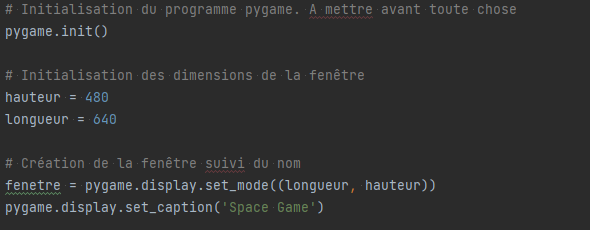 # Initialisation du programme pygame. A mettre avant toute chose
pygame.init()
# Initialisation des dimensions de la fenêtre
hauteur = 480
longueur = 640
# Création de la fenêtre suivi du nom
fenetre = pygame.display.set_mode((longueur, hauteur))
pygame.display.set_caption('Space Game')